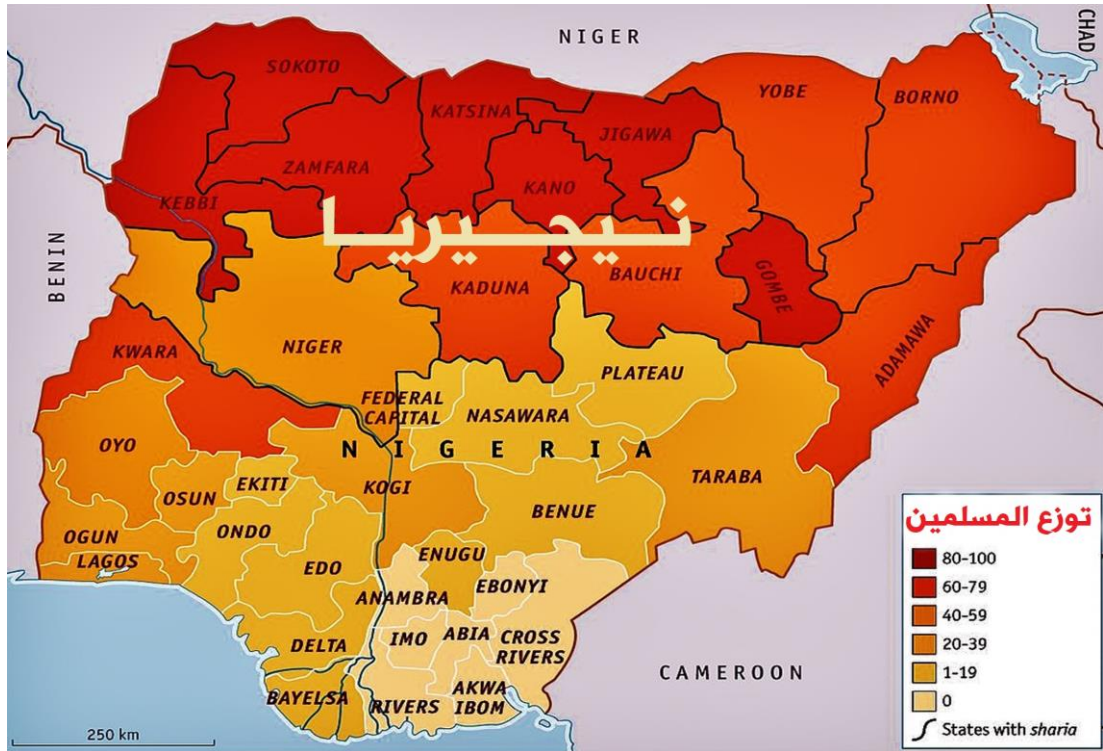 NIGER
CHAD
SOKOTO
KATSINA
JIGAWA
YOBE
BORNO
ZAMFARA
KANO
KEBBI
نــيجــــيريــــا
BENIN
KADUNA
BAUCHI
GOMBE
ADAMAWA
NIGER
KWARA
PLATEAU
FEDERAL
CAPITAL
NASAWARA
NIGERIA
OYO
TARABA
OSUN
EKITI
KOGI
BENUE
ONDO
OGUN
LAGOS
EDO
ENUGU
EBONYI
ANAMBRA
DELTA
IMO
ABIA
CROSS
RIVERS
BAYELSA
RIVERS
AKWA
IBOM
CAMEROON
250 km
توزع المسلمين
80-100
60-79
40-59
20-39
1-19
0
States with sharia